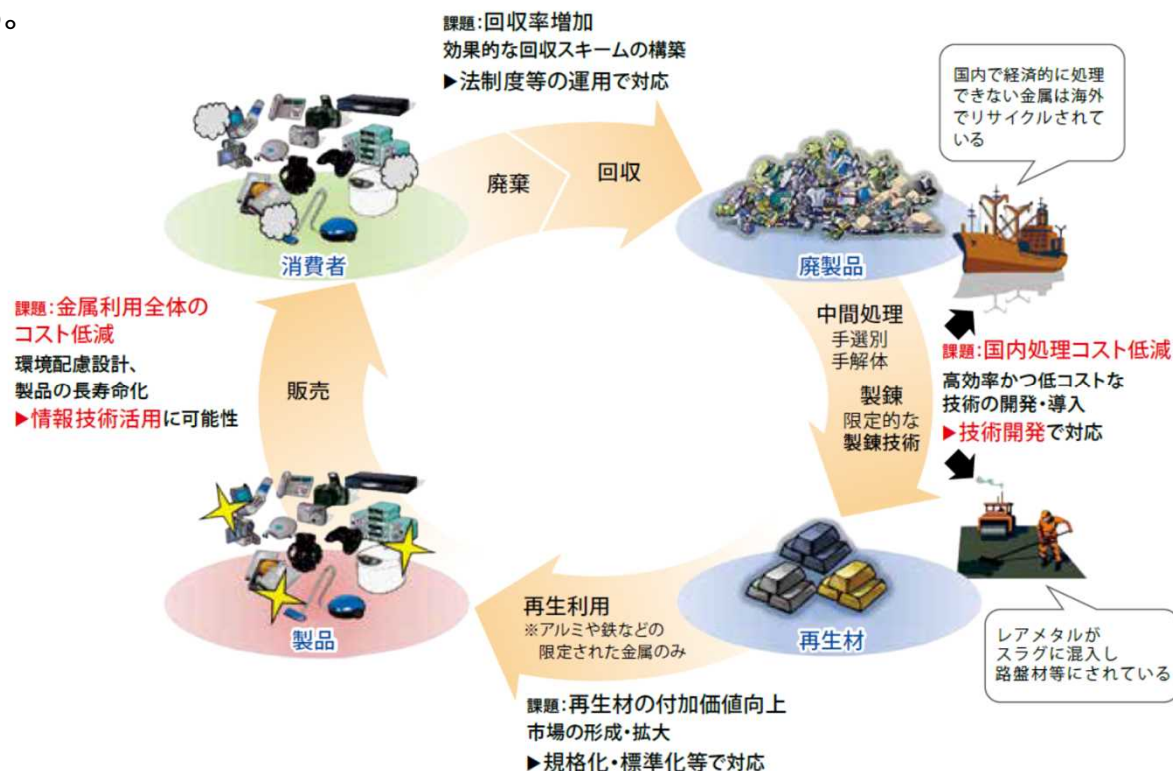 。
課題:回収率増加
効果的な回収スキームの構築
▶法制度等の運用で対応
国内で経済的に処理
できない金属は海外
でリサイクルされて
いる
廃棄
回収
消費者
廃製品
課題:金属利用全体の
コスト低減
環境配慮設計、
製品の長寿命化
▶情報技術活用に可能性
販売
中間処理
手選別
手解体
製錬
限定的な
製錬技術
課題:国内処理コスト低減
高効率かつ低コストな
技術の開発・導入
▶技術開発で対応
製品
再生利用
※アルミや鉄などの
限定された金属のみ
再生材
レアメタルが
スラグに混入し
路盤材等にされている
課題:再生材の付加価値向上
市場の形成・拡大
▶規格化・標準化等で対応